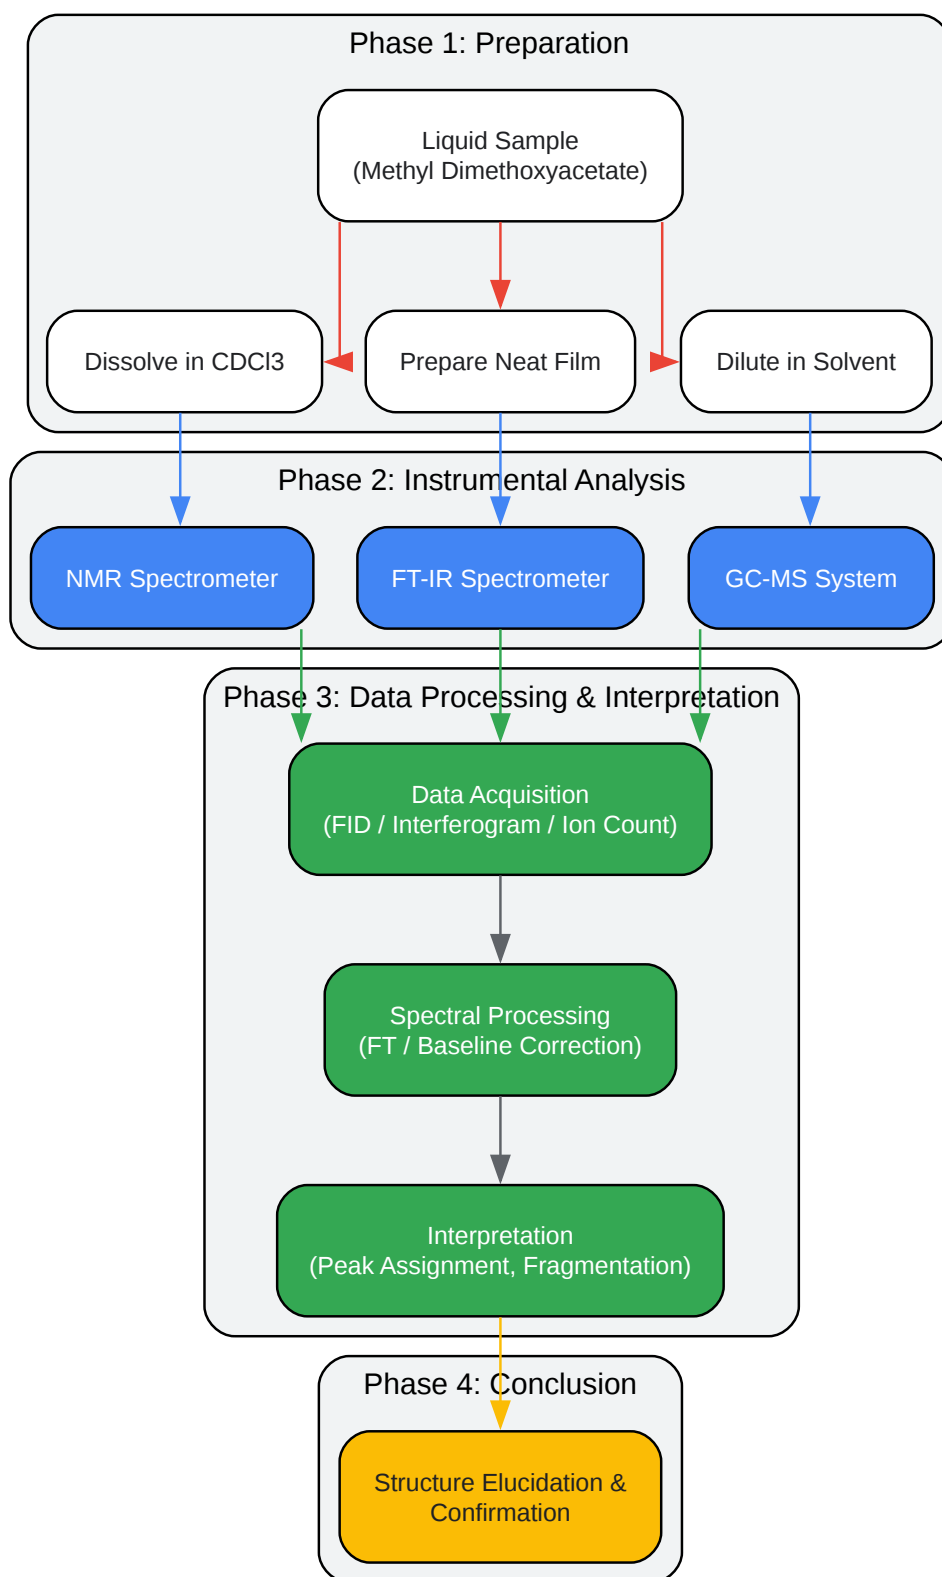 Phase 1: Preparation
Liquid Sample
(Methyl Dimethoxyacetate)
Dissolve in CDCl3
Prepare Neat Film
Dilute in Solvent
Phase 2: Instrumental Analysis
NMR Spectrometer
FT-IR Spectrometer
GC-MS System
Phase 3: Data Processing & Interpretation
Data Acquisition
(FID / Interferogram / Ion Count)
Spectral Processing
(FT / Baseline Correction)
Interpretation
(Peak Assignment, Fragmentation)
Phase 4: Conclusion
Structure Elucidation &
Confirmation